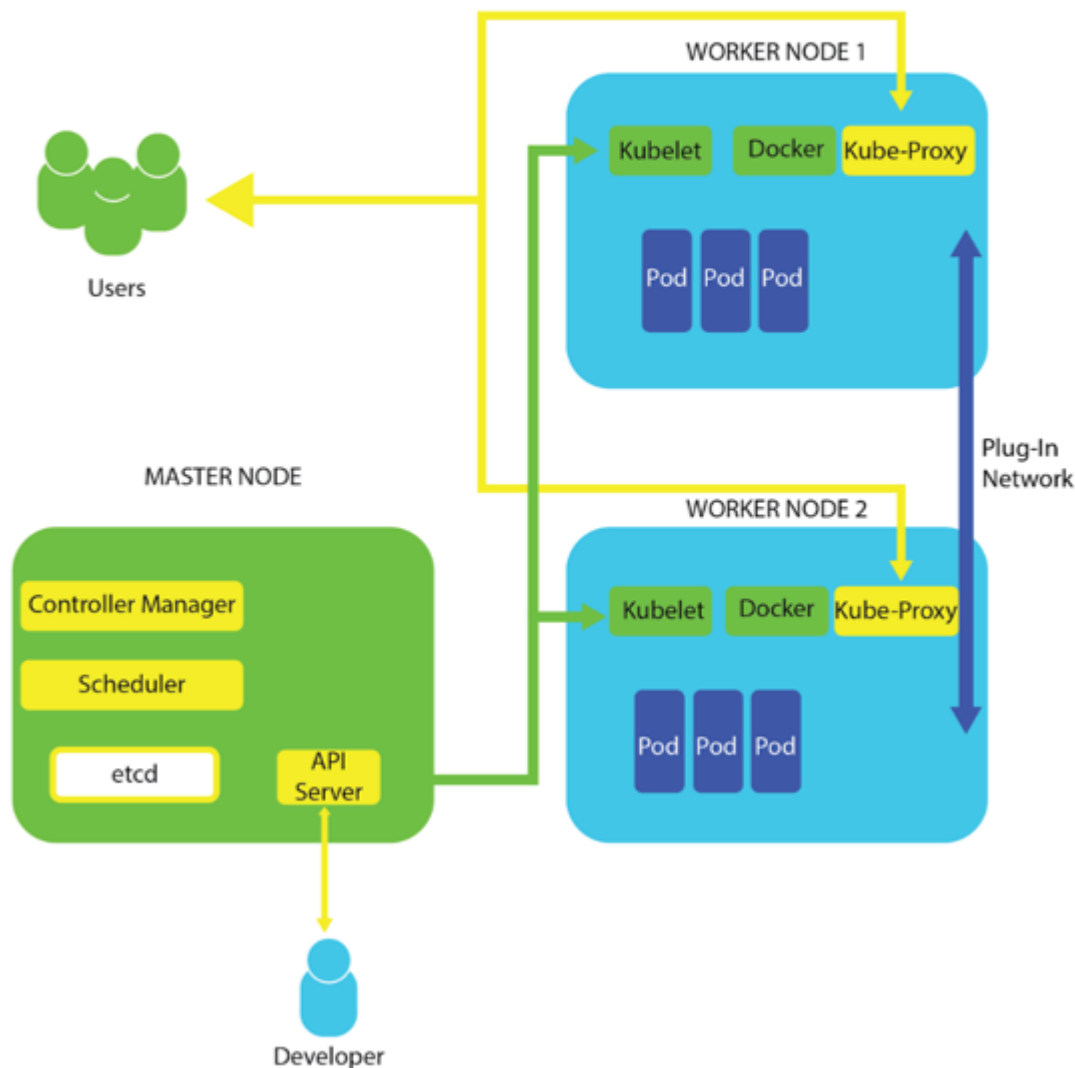 WORKER NODE 1
Kubelet
Docker
Kube-Proxy
Pod
Pod
Pod
Users
Plug-In
Network
MASTER NODE
WORKER NODE 2
Controller Manager
Scheduler
etcd
API
Server
Kubelet
Docker
Kube-Proxy
Pod
Pod
Pod
Developer